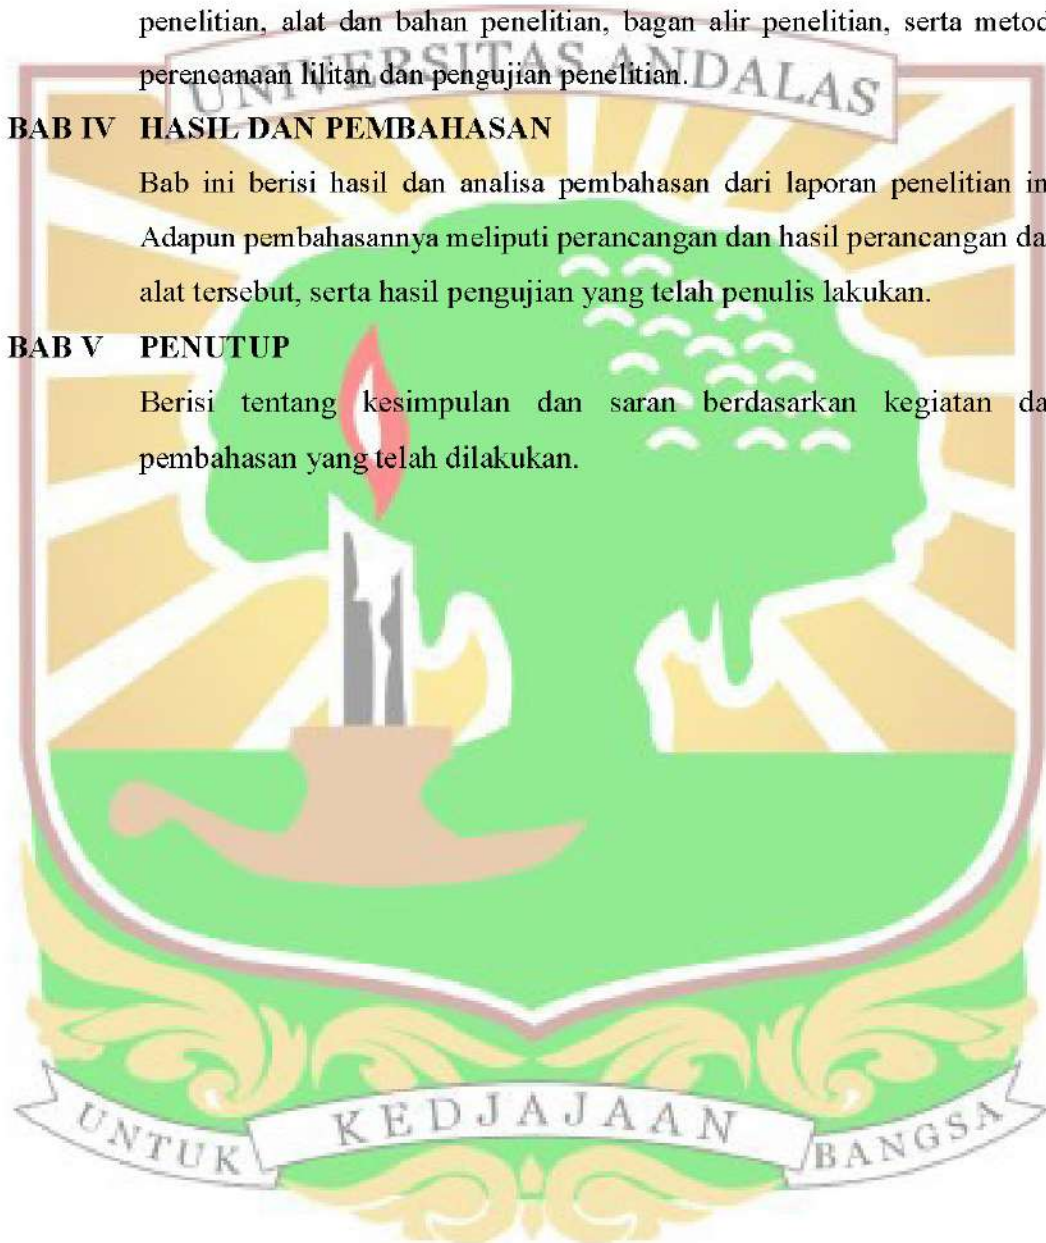 penelitian, alat dan bahan penelitian, bagan alir penelitian, serta metod
perencanaan lilitan dan pengujian penelitian.
UNIVERSITAS ANDALAS
BAB IV HASIL DAN PEMBAHASAN
Bab ini berisi hasil dan analisa pembahasan dari laporan penelitian in
Adapun pembahasannya meliputi perancangan dan hasil perancangan da
alat tersebut, serta hasil pengujian yang telah penulis lakukan.
BAB V PENUTUP
Berisi tentang kesimpulan dan saran berdasarkan kegiatan da
pembahasan yang telah dilakukan.
UNTUK KEDJAJAAN BANGSA